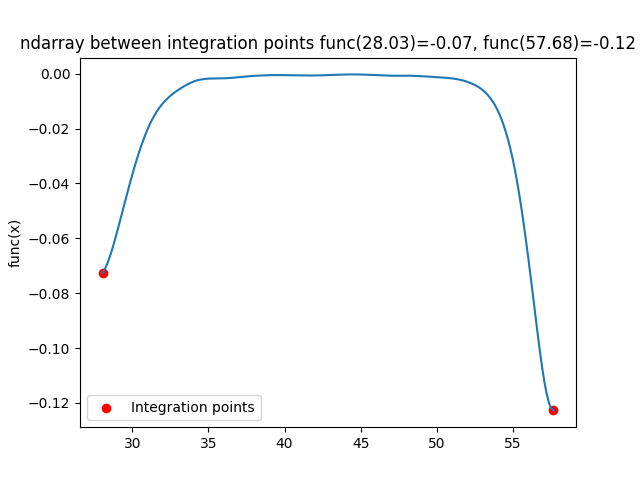 ndarray between integration points func(28.03)=-0.07, func(57.68)=-0.12
0.00
−0.02
−0.04
−0.06
−0.08
−0.10
−0.12
func(x)
Integration points
30 35 40 45 50 55